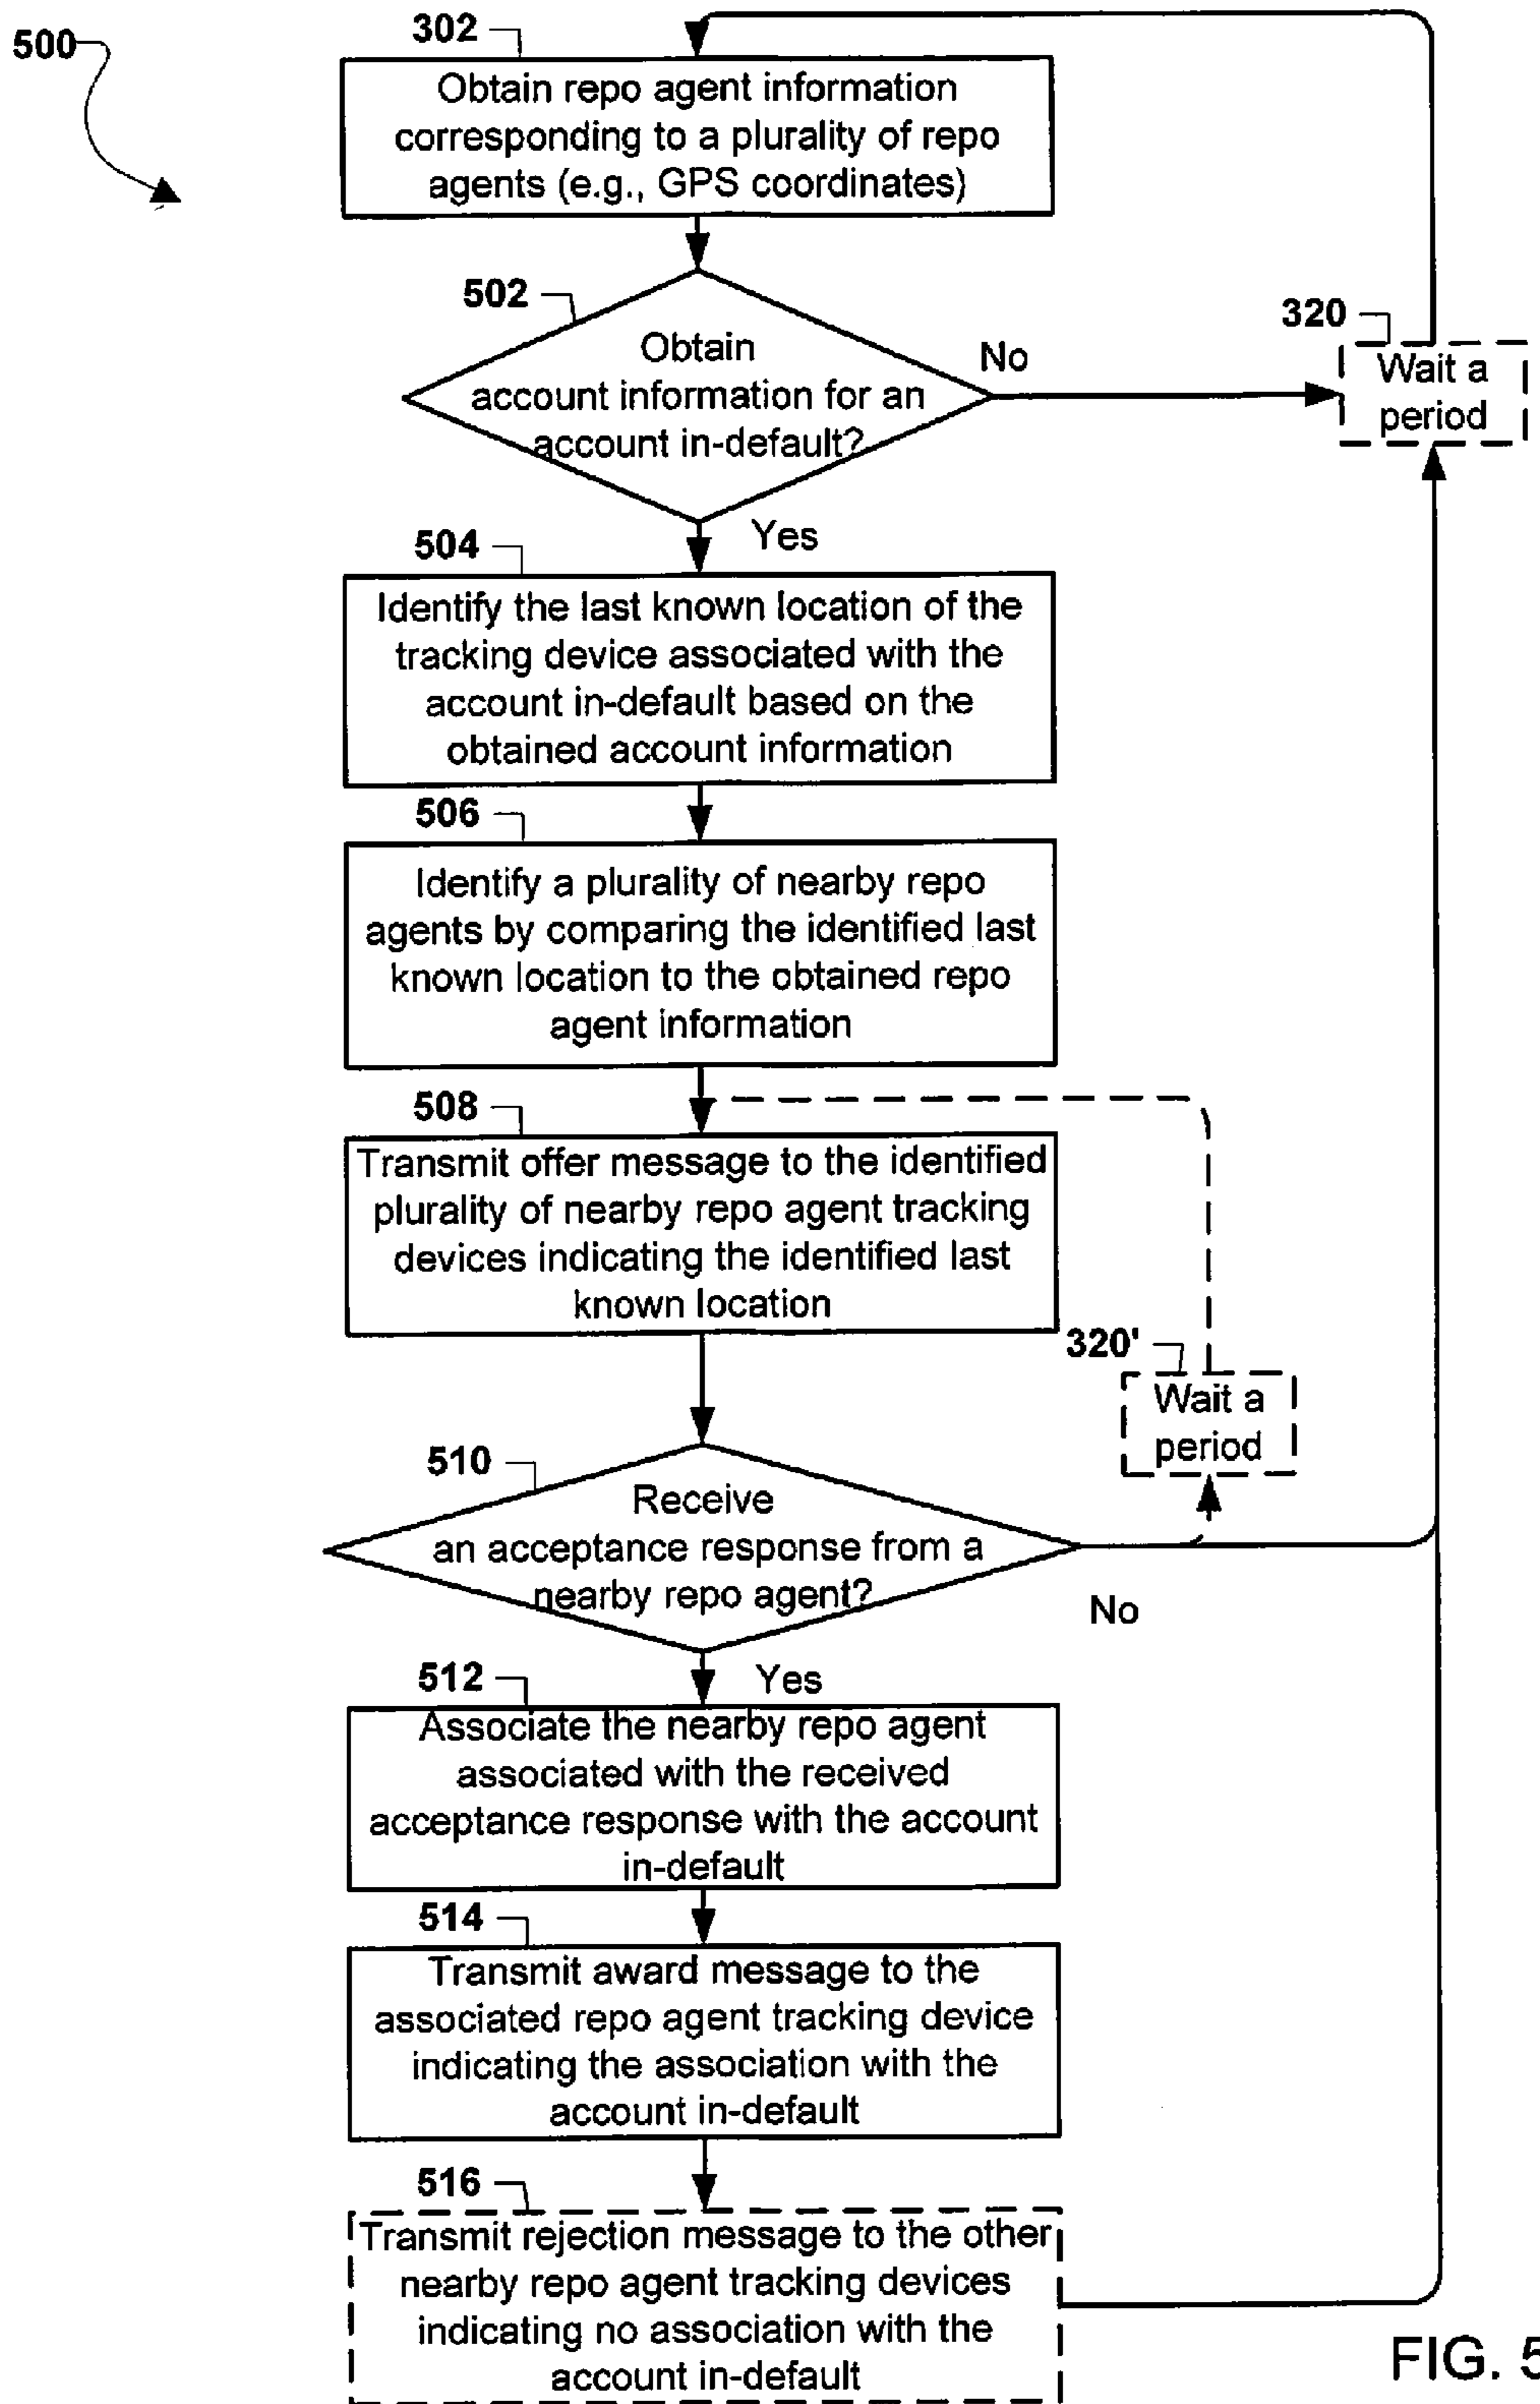 500
302
Obtain repo agent information
corresponding to a plurality of repo
agents (e.g., GPS coordinates)
502
Obtain
account information for an
account in-default?
No
320
Wait a
period
Yes
504
Identify the last known location of the
tracking device associated with the
account in-default based on the
obtained account information
506
Identify a plurality of nearby repo
agents by comparing the identified last
known location to the obtained repo
agent information
508
Transmit offer message to the identified
plurality of nearby repo agent tracking
devices indicating the identified last
known location
320'
Wait a
period
510
Receive
an acceptance response from a
nearby repo agent?
No
Yes
512
Associate the nearby repo agent
associated with the received
acceptance response with the account
in-default
514
Transmit award message to the
associated repo agent tracking device
indicating the association with the
account in-default
516
Transmit rejection message to the other
nearby repo agent tracking devices
indicating no association with the
account in-default
FIG. 5